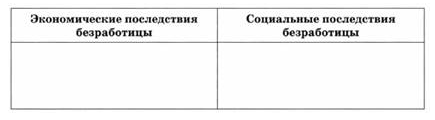 Экономические последствия
безработицы
Социальные последствия
безработицы